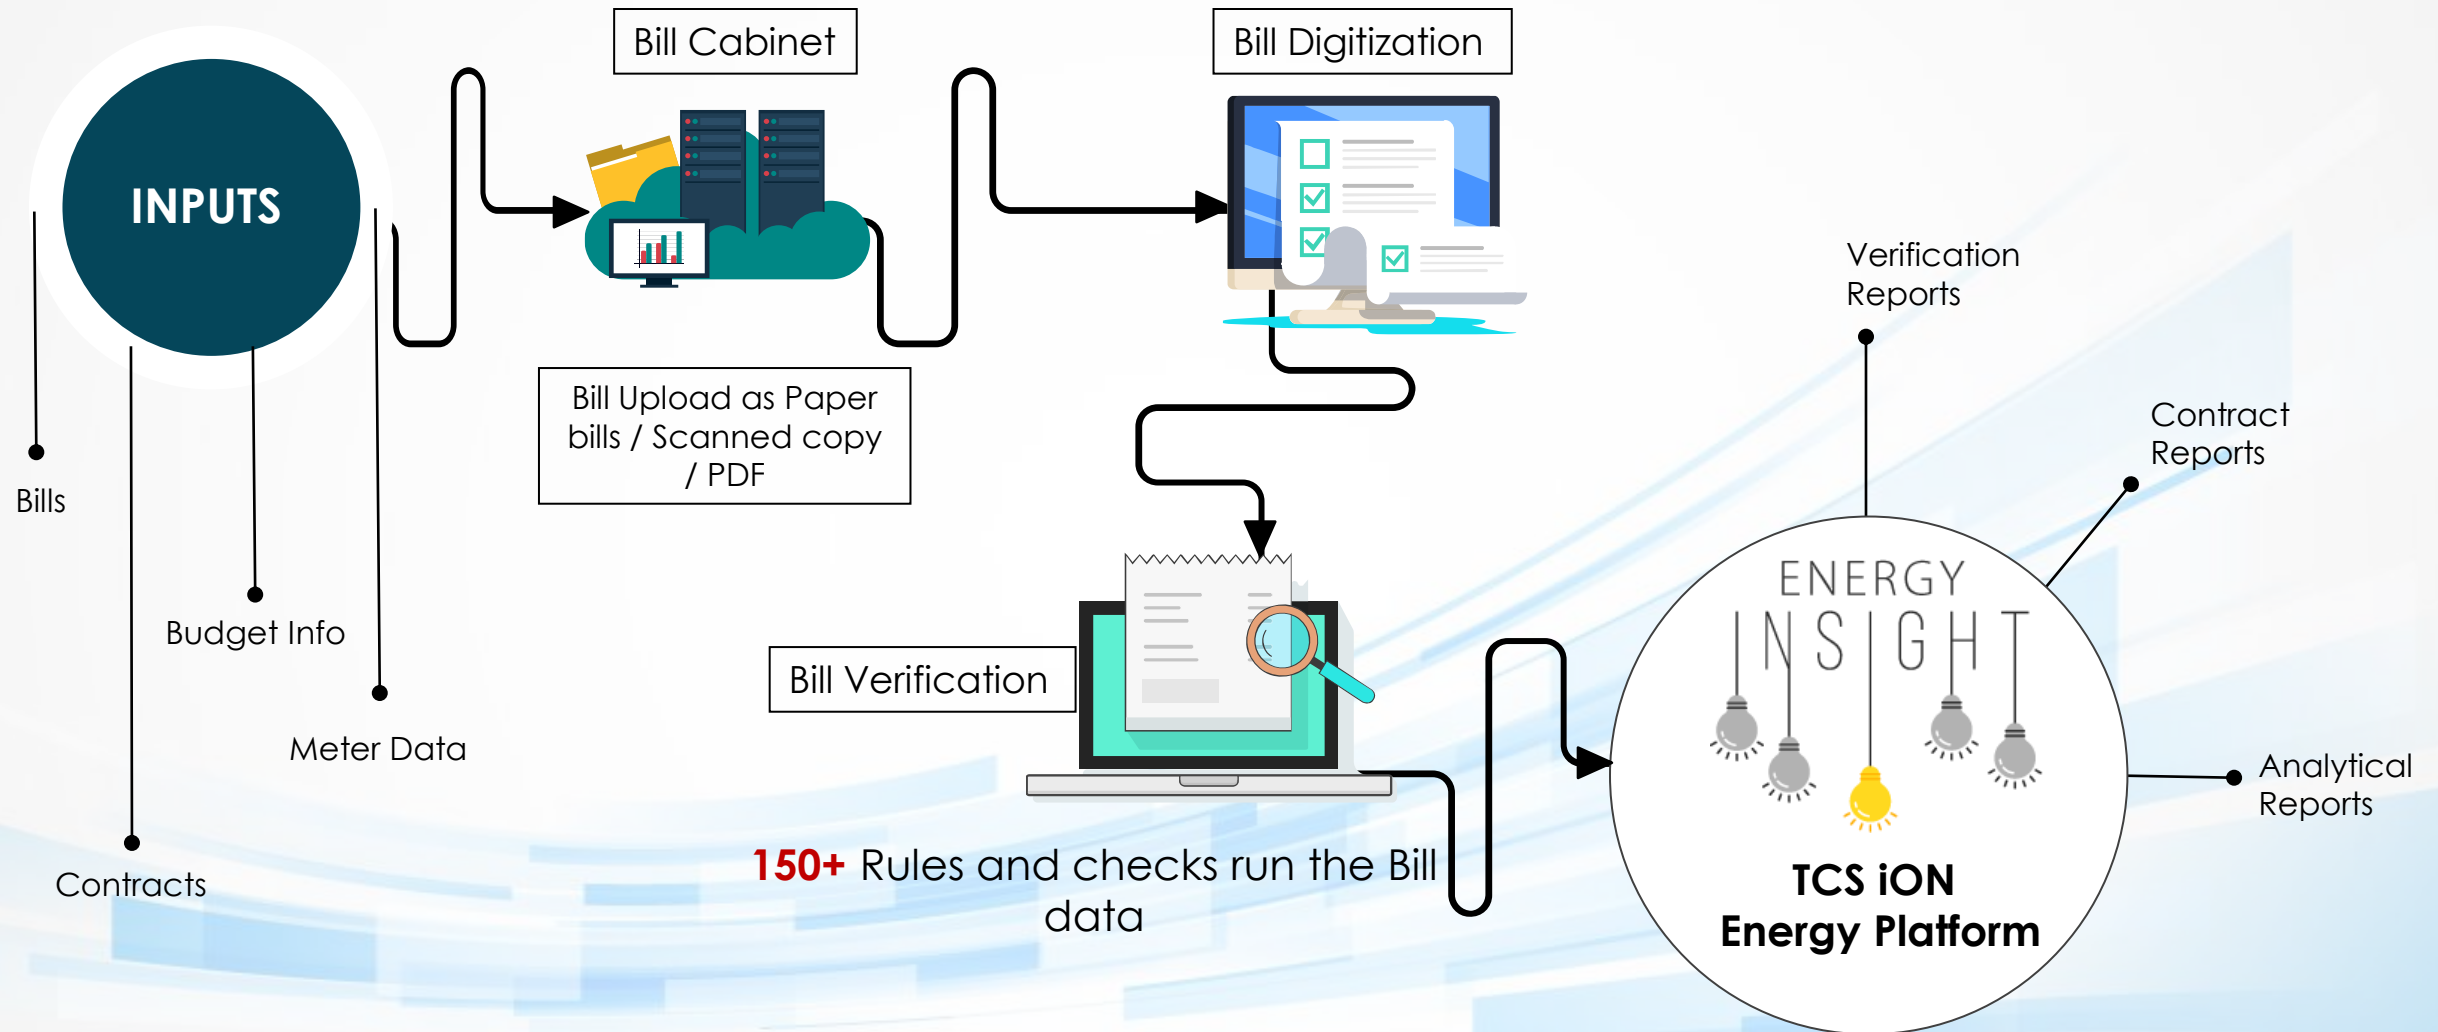 INPUTS
Bills
Contracts
Budget Info
Meter Data
Bill Cabinet
Bill Upload as Paper
bills / Scanned copy
/ PDF
Bill Digitization
Bill Verification
150+ Rules and checks run the Bill
data
ENERGY
INSIGHT
TCS iON
Energy Platform
Verification
Reports
Contract
Reports
Analytical
Reports